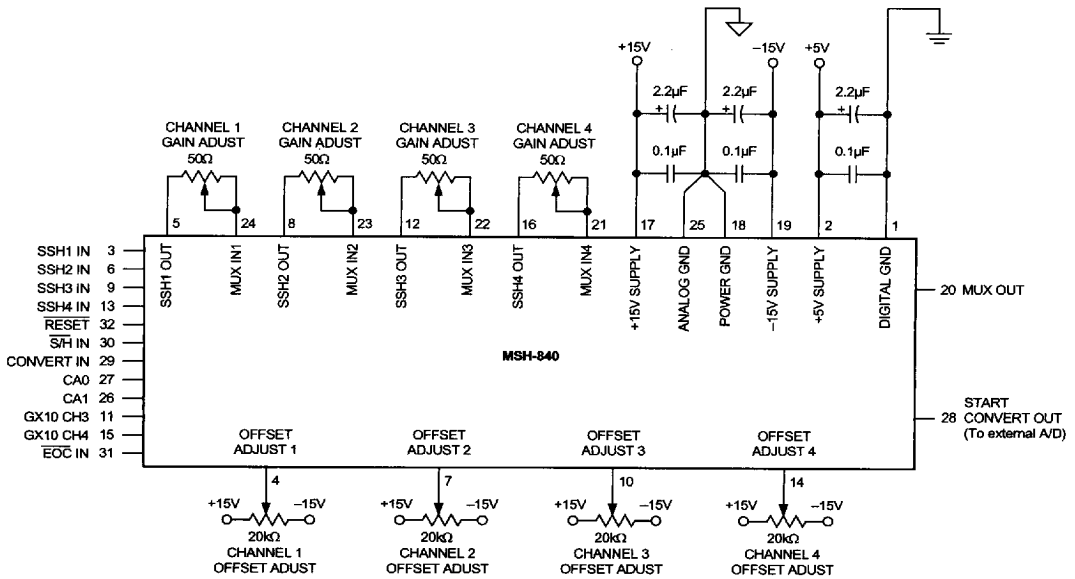 +15V
–15V
+5V
2.2µF
2.2µF
2.2µF
+
+
+
0.1µF
0.1µF
0.1µF
CHANNEL 1
GAIN ADUST
50Ω
CHANNEL 2
GAIN ADUST
50Ω
CHANNEL 3
GAIN ADUST
50Ω
CHANNEL 4
GAIN ADUST
50Ω
5
24
8
23
12
22
16
21
17
25
18
19
2
1
SSH1 OUT
MUX IN1
SSH2 OUT
MUX IN2
SSH3 OUT
MUX IN3
SSH4 OUT
MUX IN4
+15V SUPPLY
ANALOG GND
POWER GND
–15V SUPPLY
+5V SUPPLY
DIGITAL GND
SSH1 IN 3
SSH2 IN 6
SSH3 IN 9
SSH4 IN 13
RESET 32
S/H IN 30
CONVERT IN 29
CA0 27
CA1 26
GX10 CH3 11
GX10 CH4 15
EOC IN 31
MSH-840
20 MUX OUT
START
28 CONVERT OUT
(To external A/D)
OFFSET
ADJUST 1
OFFSET
ADJUST 2
OFFSET
ADJUST 3
OFFSET
ADJUST 4
4
7
10
14
+15V
–15V
20kΩ
CHANNEL 1
OFFSET ADJUST
+15V
–15V
20kΩ
CHANNEL 2
OFFSET ADJUST
+15V
–15V
20kΩ
CHANNEL 3
OFFSET ADJUST
+15V
–15V
20kΩ
CHANNEL 4
OFFSET ADJUST